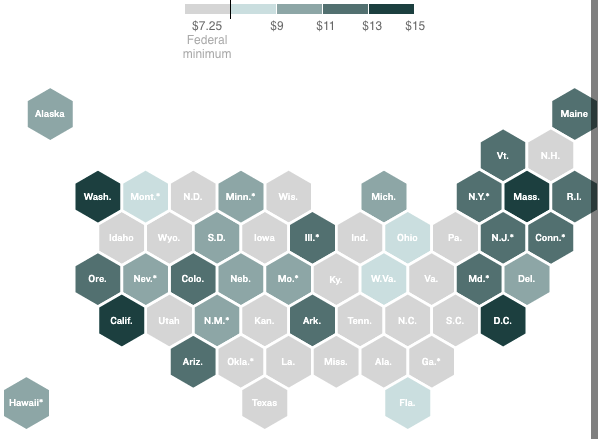 $7.25 $9 $11 $13 $15
Federal
minimum
Alaska Maine
Vt. N.H.
Wash. Mont.* N.D. Minn.* Wis. Mich. N.Y.* Mass. R.I.
Idaho Wyo. S.D. Iowa Ill.* Ind. Ohio Pa. N.J.* Conn.*
Ore. Nev.* Colo. Neb. Mo.* Ky. W.Va. Vs. Md.* Del.
Calif. Utah N.M.* Kan. Ark. Tenn. N.C. S.C. D.C.
Ariz. Okla.* La. Miss. Ala. Ga.*
Hawaii* Texas Fla.